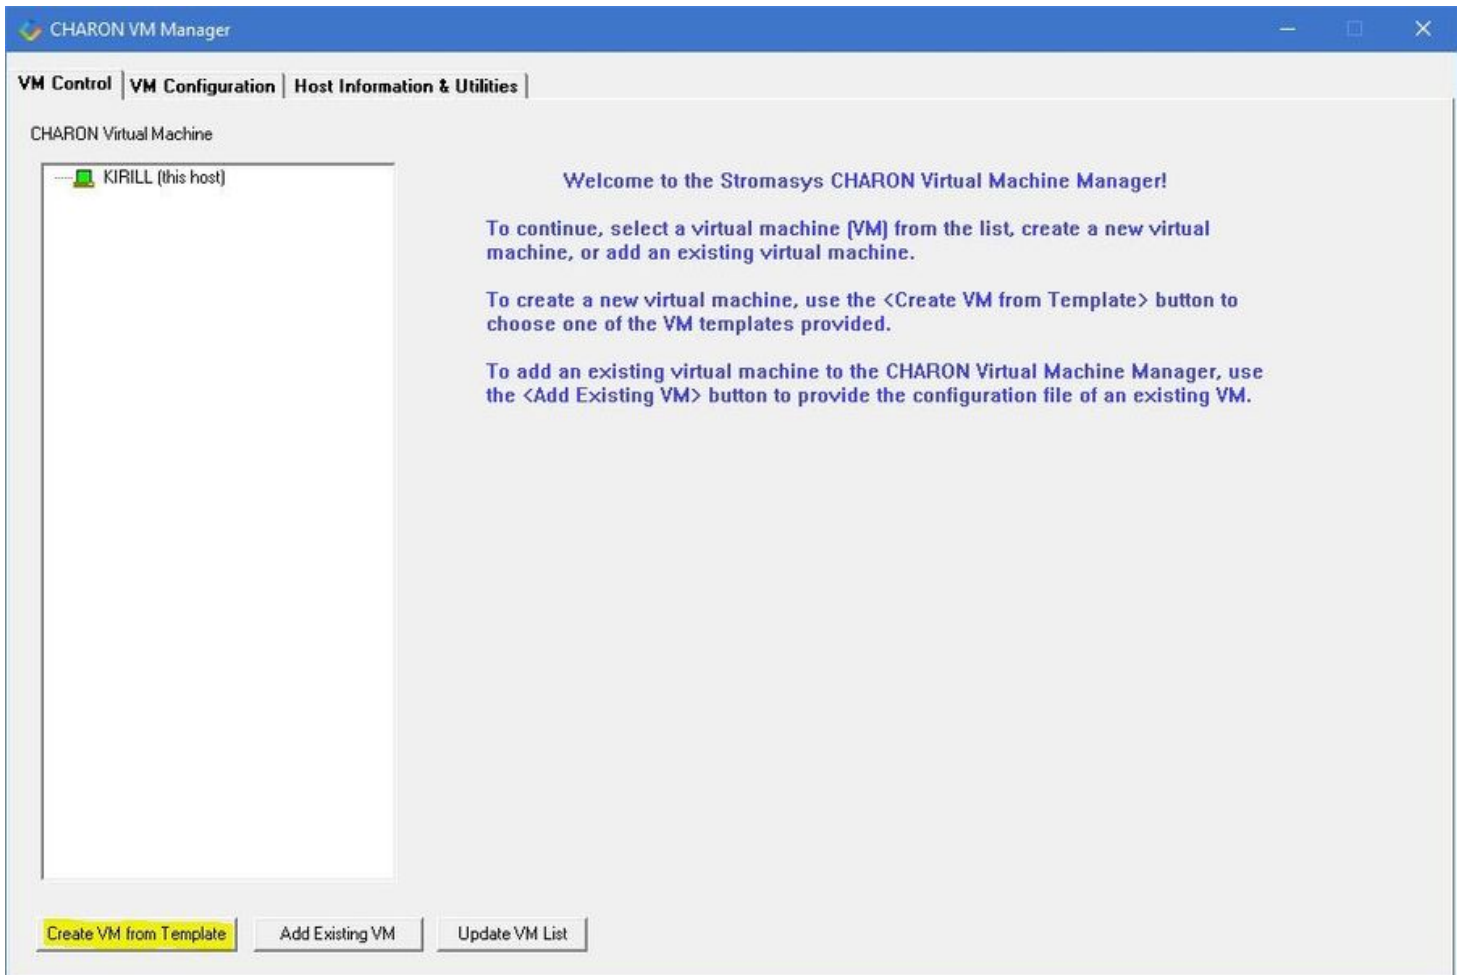 CHARON VM Manager
VM Control VM Configuration Host Information & Utilities
CHARON Virtual Machine
KIRILL (this host)
Welcome to the Stromasys CHARON Virtual Machine Manager!
To continue, select a virtual machine (VM) from the list, create a new virtual
machine, or add an existing virtual machine.
To create a new virtual machine, use the <Create VM from Template> button to
choose one of the VM templates provided.
To add an existing virtual machine to the CHARON Virtual Machine Manager, use
the <Add Existing VM> button to provide the configuration file of an existing VM.
Create VM from Template Add Existing VM Update VM List